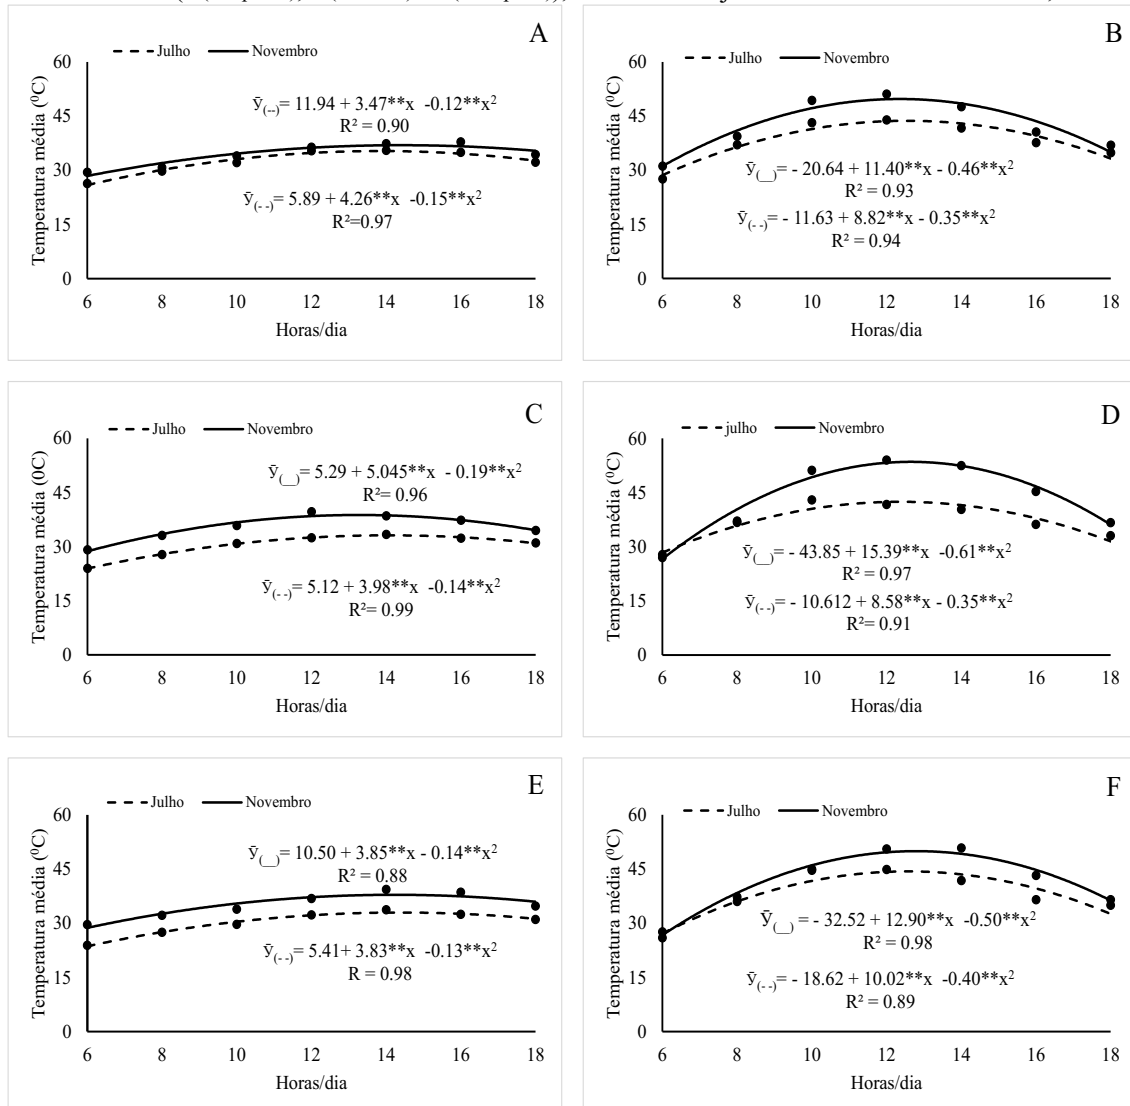 A
Julho Novembro
ȳ(--)= 11.94 + 3.47**x -0.12**x²
R² = 0.90
ȳ(- -)= 5.89 + 4.26**x -0.15**x²
R²=0.97
Temperatura média (⁰C)
60
45
30
15
0
6 8 10 12 14 16 18
Horas/dia
B
Julho Novembro
ȳ(__)= - 20.64 + 11.40**x - 0.46**x²
R² = 0.93
ȳ(- -)= - 11.63 + 8.82**x - 0.35**x²
R² = 0.94
Temperatura média (⁰C)
60
45
30
15
0
6 8 10 12 14 16 18
Horas/dia
C
Julho Novembro
ȳ(__)= 5.29 + 5.045**x - 0.19**x²
R²= 0.96
ȳ(- -)= 5.12 + 3.98**x -0.14**x²
R²= 0.99
Temperatura média (0C)
60
45
30
15
0
6 8 10 12 14 16 18
Horas/dia
D
julho Novembro
ȳ(__)= - 43.85 + 15.39**x -0.61**x²
R²= 0.97
ȳ(- -)= - 10.612 + 8.58**x - 0.35**x²
R²= 0.91
Temperatura média (⁰C)
60
45
30
15
0
6 8 10 12 14 16 18
Horas/dia
E
Julho Novembro
ȳ(__)= 10.50 + 3.85**x - 0.14**x²
R² = 0.88
ȳ(- -)= 5.41+ 3.83**x -0.13**x²
R = 0.98
Temperatura média (⁰C)
60
45
30
15
0
6 8 10 12 14 16 18
Horas/dia
F
Julho Novembro
ȳ(__)= - 32.52 + 12.90**x -0.50**x²
R² = 0.98
ȳ(- -)= - 18.62 + 10.02**x -0.40**x²
R² = 0.89
Temperatura média (⁰C)
60
45
30
15
0
6 8 10 12 14 16 18
Horas/dia